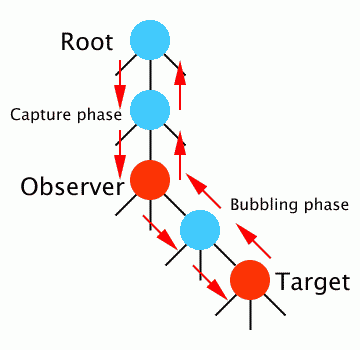 Root
Capture phase
Observer
Bubbling phase
Target